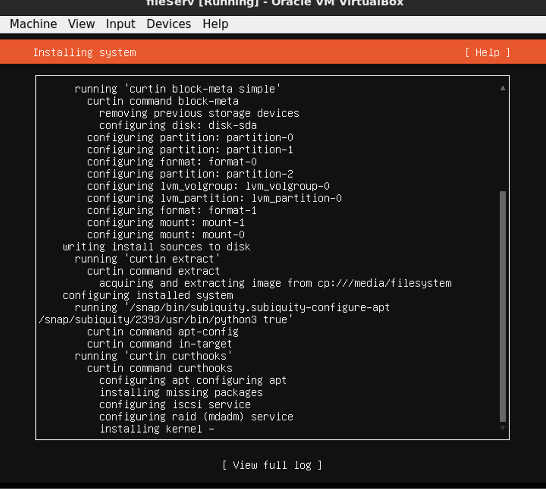 fileServ [Running] - Oracle VM VirtualBox
Machine View Input Devices Help
Installing system [ Help ]
running 'curtin block-meta simple'
curtin command block-meta
removing previous storage devices
configuring disk: disk-sda
configuring partition: partition-0
configuring partition: partition-1
configuring format: format-0
configuring partition: partition-2
configuring lvm_volgroup: lvm_volgroup-0
configuring lvm_partition: lvm_partition-0
configuring format: format-1
configuring mount: mount-1
configuring mount: mount-0
writing install sources to disk
running 'curtin extract'
curtin command extract
acquiring and extracting image from cp:///media/filesystem
configuring installed system
running '/snap/bin/subiquity.subiquity-configure-apt
/snap/subiquity/2393/usr/bin/python3 true'
curtin command apt-config
curtin command in-target
running 'curtin curthooks'
curtin command curthooks
configuring apt configuring apt
installing missing packages
configuring iscsi service
configuring raid (mdadm) service
installing kernel -
[ View full log ]